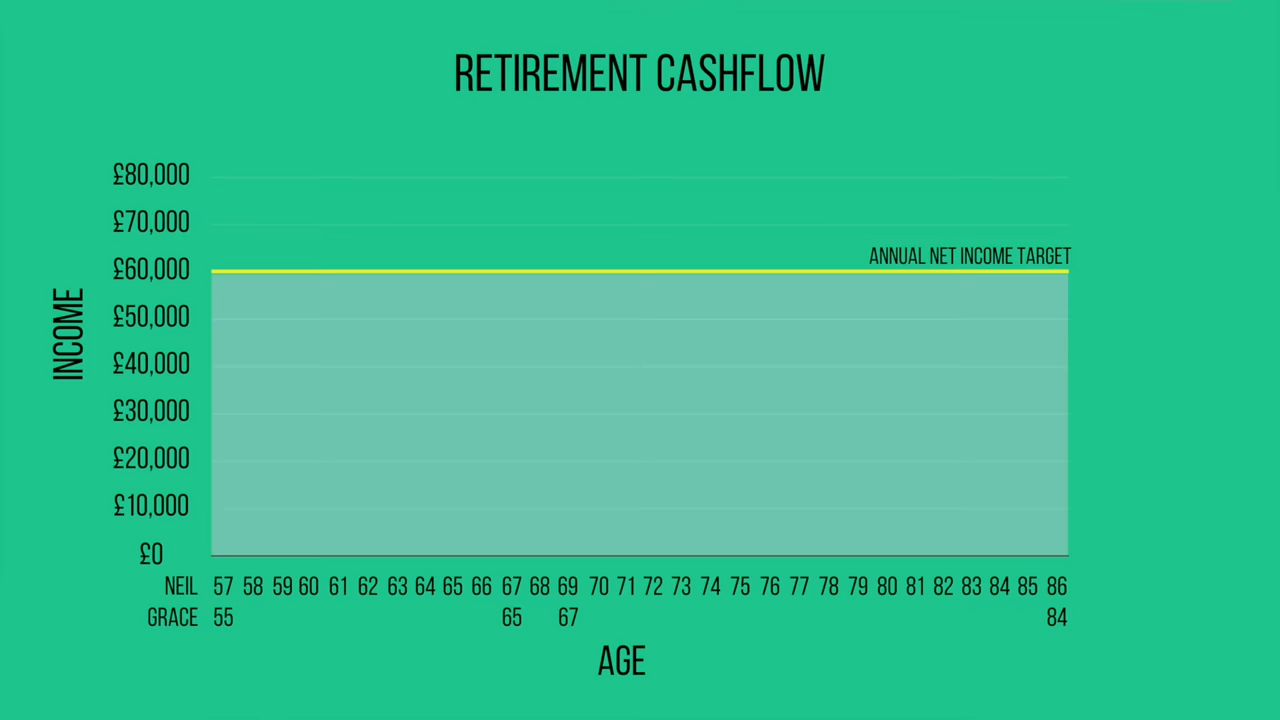 RETIREMENT CASHFLOW
£80,000
£70,000
ANNUAL NET INCOME TARGET
£60,000
£50,000
INCOME
£40,000
£30,000
£20,000
£10,000
£0
NEIL 57 58 59 60 61 62 63 64 65 66 67 68 69 70 71 72 73 74 75 76 77 78 79 80 81 82 83 84 85 86
GRACE 55 65 67 84
AGE